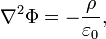 ∇²Φ = −ρ/ε₀,